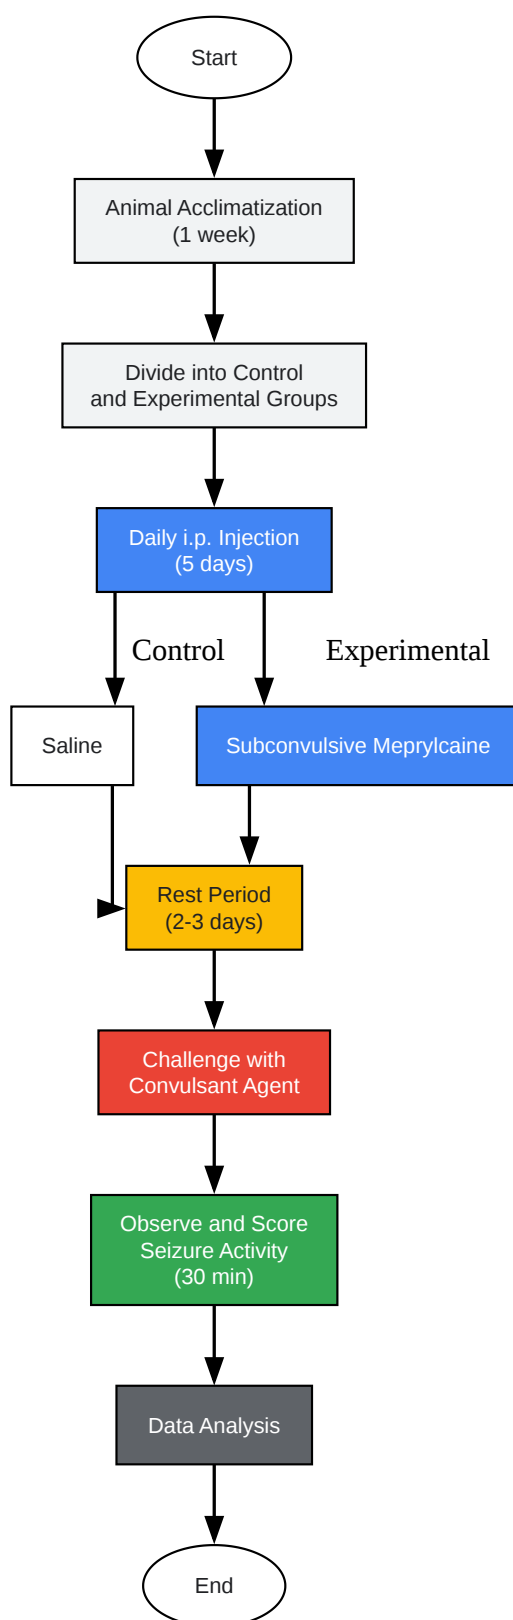 Start
Animal Acclimatization
(1 week)
Divide into Control
and Experimental Groups
Daily i.p. Injection
(5 days)
Control
Experimental
Saline
Subconvulsive Meprylcaine
Rest Period
(2-3 days)
Challenge with
Convulsant Agent
Observe and Score
Seizure Activity
(30 min)
Data Analysis
End